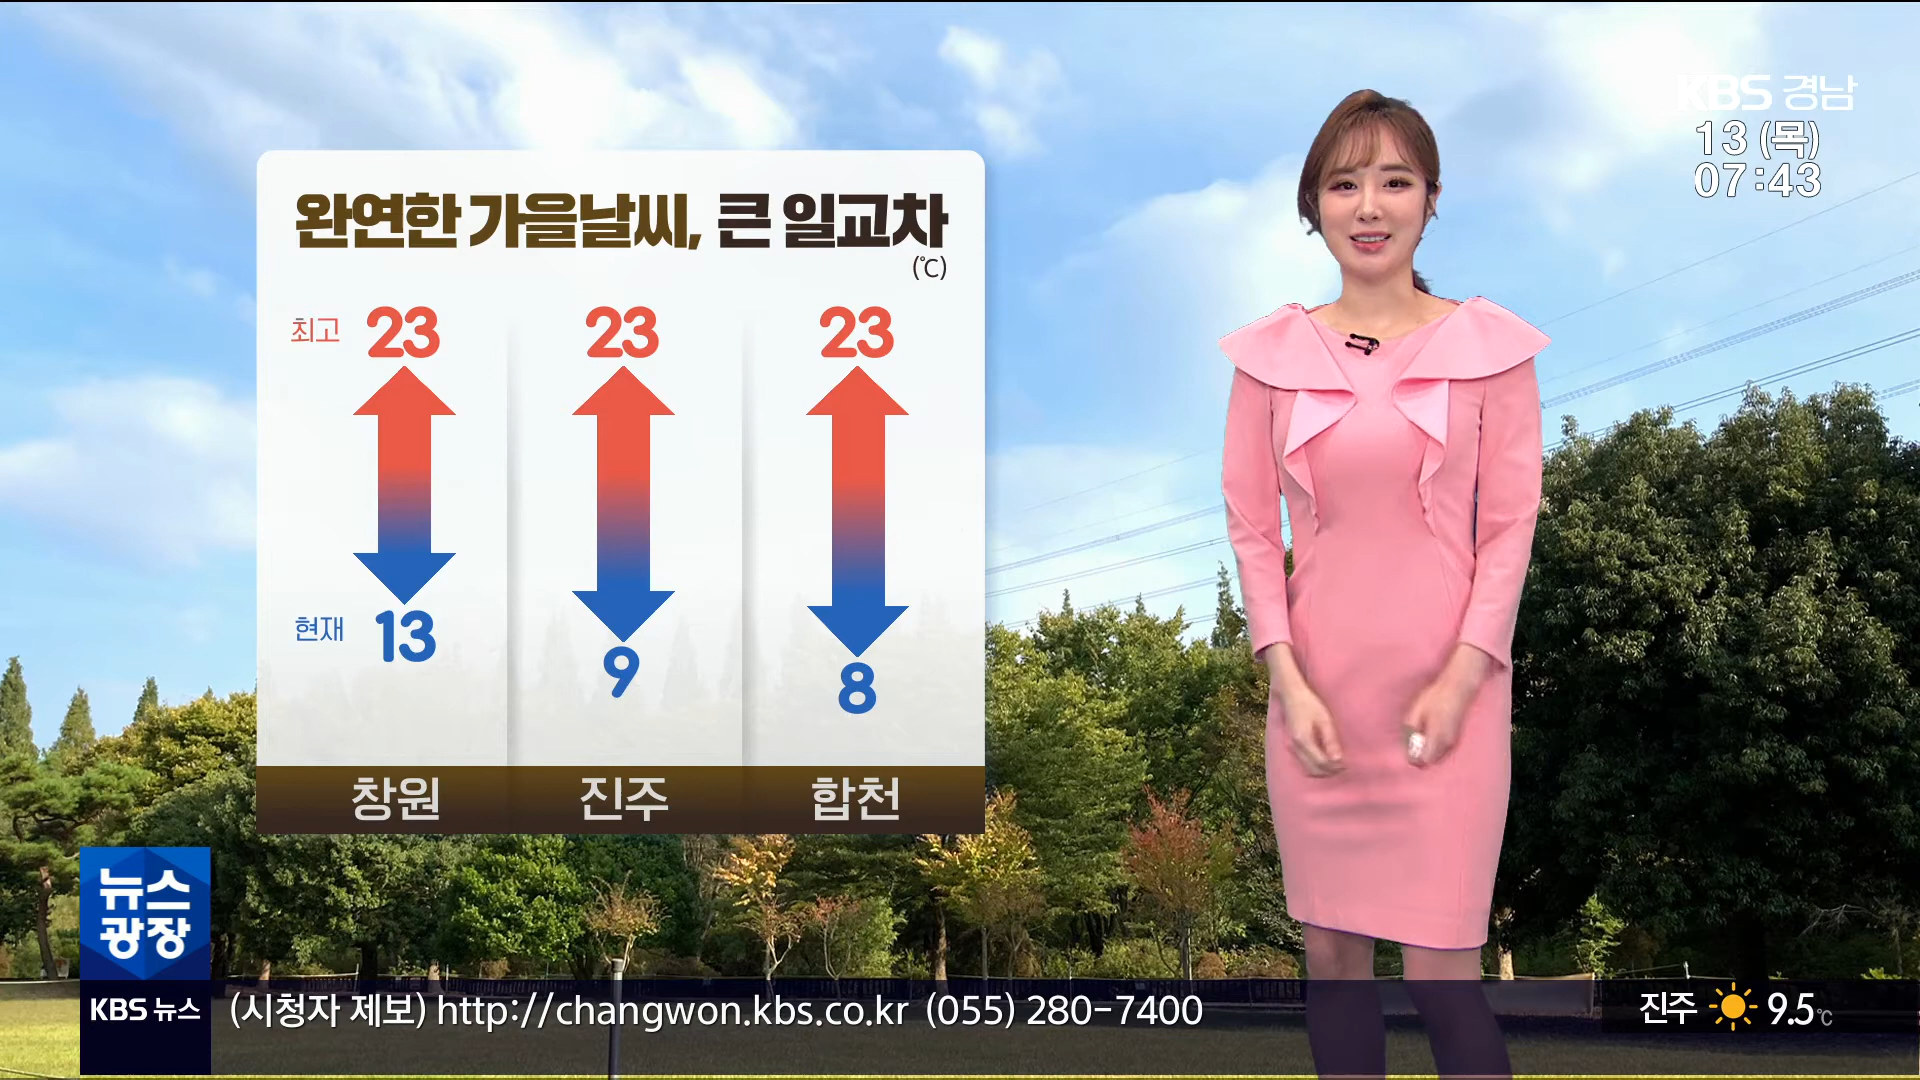 KBS 경남
13 (목)
07:43
완연한 가을날씨, 큰 일교차
(℃)
최고 23 23 23
현재 13 9 8
창원 진주 합천
뉴스
광장
KBS 뉴스 (시청자 제보) http://changwon.kbs.co.kr (055) 280-7400 진주 9.5℃